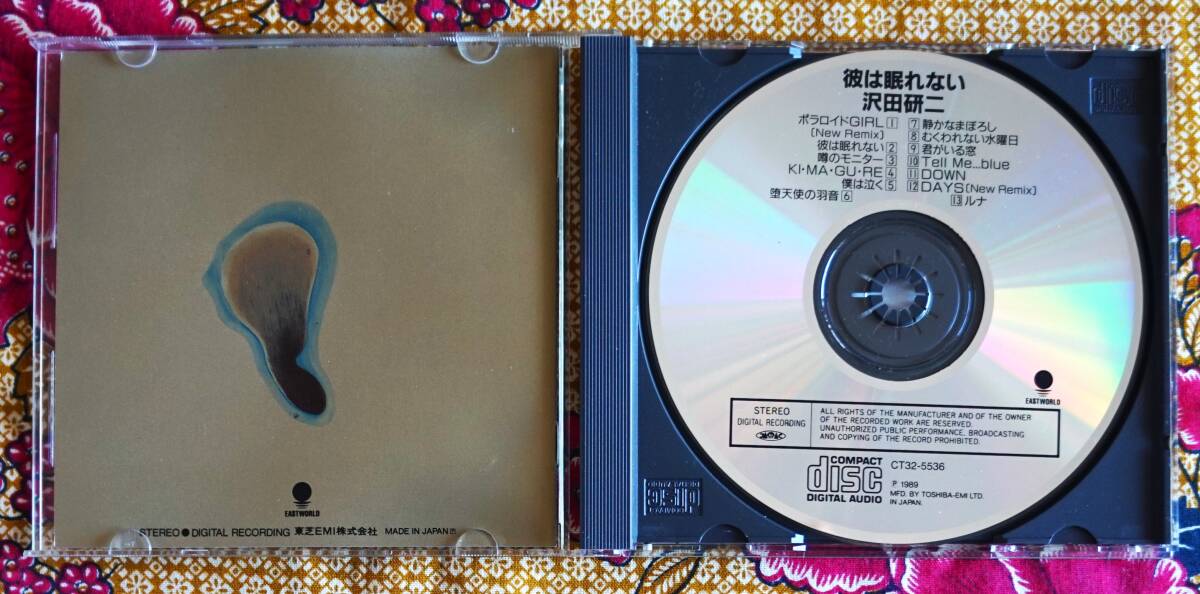 EASTWORLD
STEREO●DIGITAL RECORDING 東芝EMI株式会社 MADE IN JAPAN
彼は眠れない
沢田研二
ポラロイドGIRL 1
[New Remix]
彼は眠れない 2
噂のモニター 3
KI・MA・GU・RE 4
僕は泣く 5
堕天使の羽音 6
7 静かなまぼろし
8 むくわれない水曜日
9 君がいる窓
10 Tell Me...blue
11 DOWN
12 DAYS[New Remix]
13 ルナ
EASTWORLD
STEREO
DIGITAL RECORDING
ALL RIGHTS OF THE MANUFACTURER AND OF THE OWNER
OF THE RECORDED WORK ARE RESERVED.
UNAUTHORIZED PUBLIC PERFORMANCE, BROADCASTING
AND COPYING OF THE RECORD PROHIBITED.
COMPACT
disc
DIGITAL AUDIO
CT32-5536
℗ 1989
MFD. BY TOSHIBA-EMI LTD.
IN JAPAN.